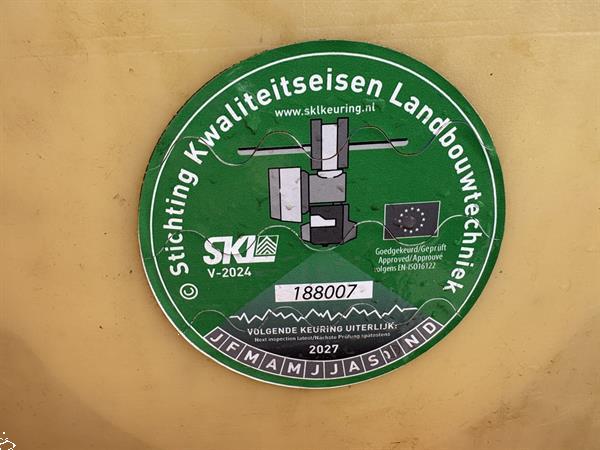 © Stichting Kwaliteitseisen Landbouwtechniek
www.sklkeuring.nl
SKL
V-2024
Goedgekeurd/Geprüft
Approved/Approuvé
volgens EN-ISO16122
188007
VOLGENDE KEURING UITERLIJK:
Next inspection latest/Nächste Prüfung spätestens
2027
J F M A M J J A S N D